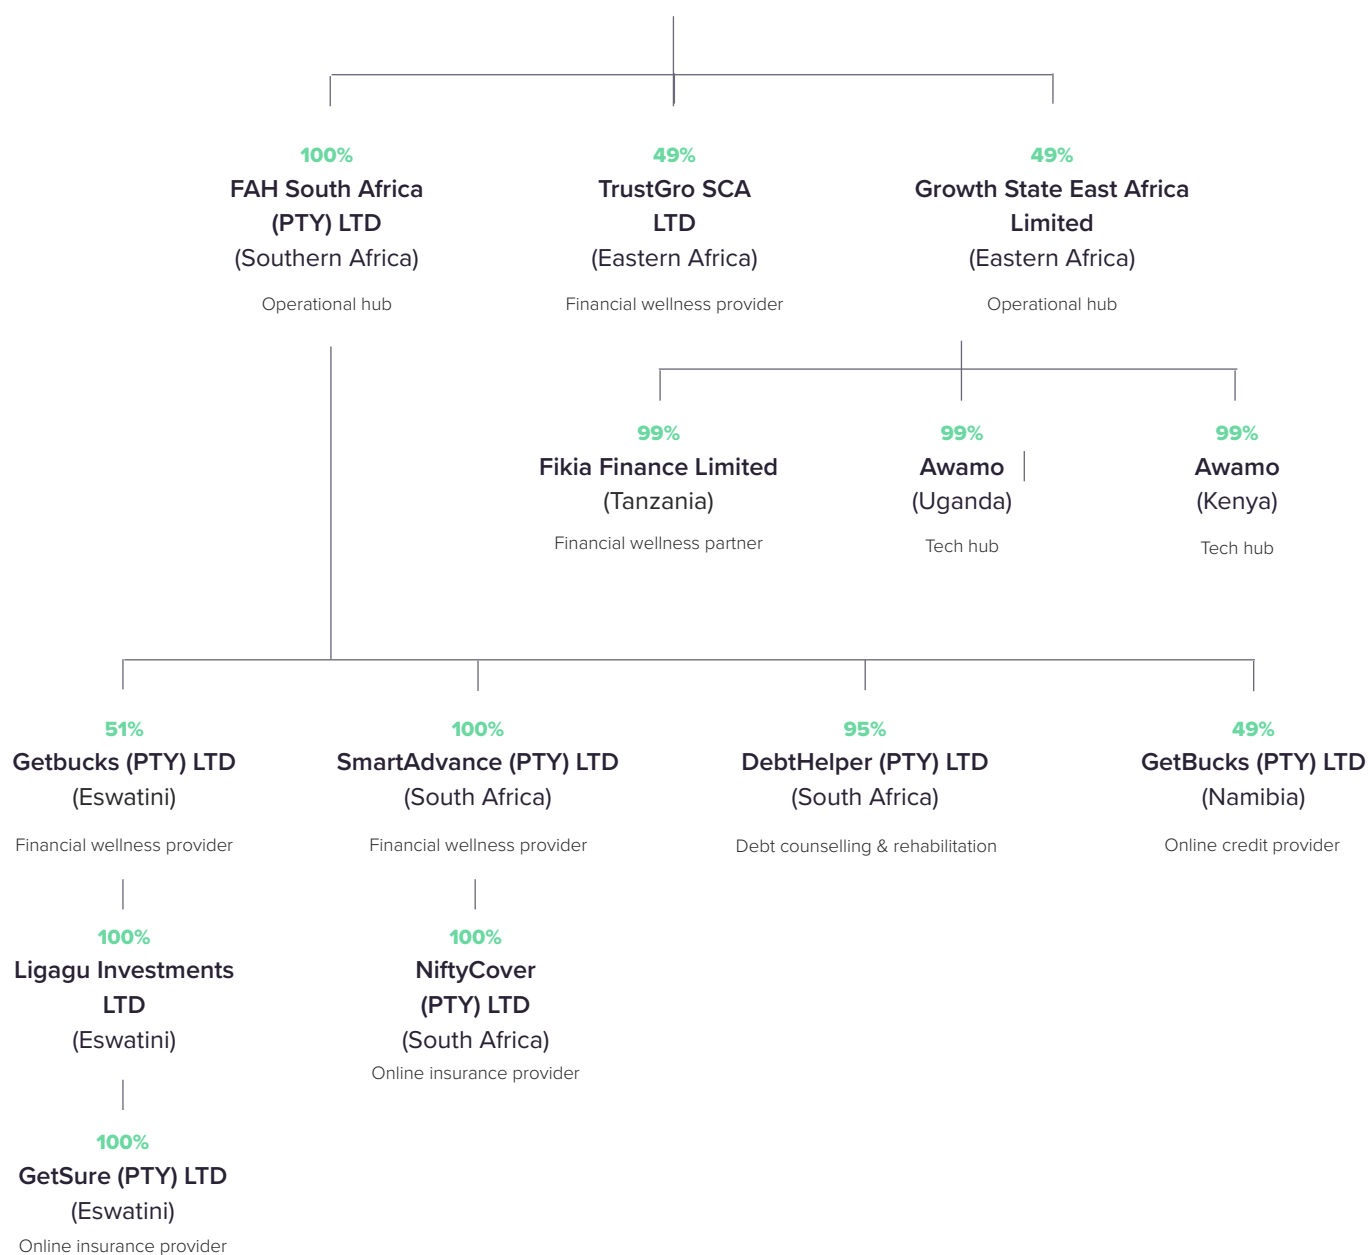 100%
FAH South Africa
(PTY) LTD
(Southern Africa)
Operational hub
49%
TrustGro SCA
LTD
(Eastern Africa)
Financial wellness provider
49%
Growth State East Africa
Limited
(Eastern Africa)
Operational hub
99%
Fikia Finance Limited
(Tanzania)
Financial wellness partner
99%
Awamo
(Uganda)
Tech hub
99%
Awamo
(Kenya)
Tech hub
51%
Getbucks (PTY) LTD
(Eswatini)
Financial wellness provider
100%
SmartAdvance (PTY) LTD
(South Africa)
Financial wellness provider
95%
DebtHelper (PTY) LTD
(South Africa)
Debt counselling & rehabilitation
49%
GetBucks (PTY) LTD
(Namibia)
Online credit provider
100%
Ligagu Investments
LTD
(Eswatini)
100%
NiftyCover
(PTY) LTD
(South Africa)
Online insurance provider
100%
GetSure (PTY) LTD
(Eswatini)
Online insurance provider